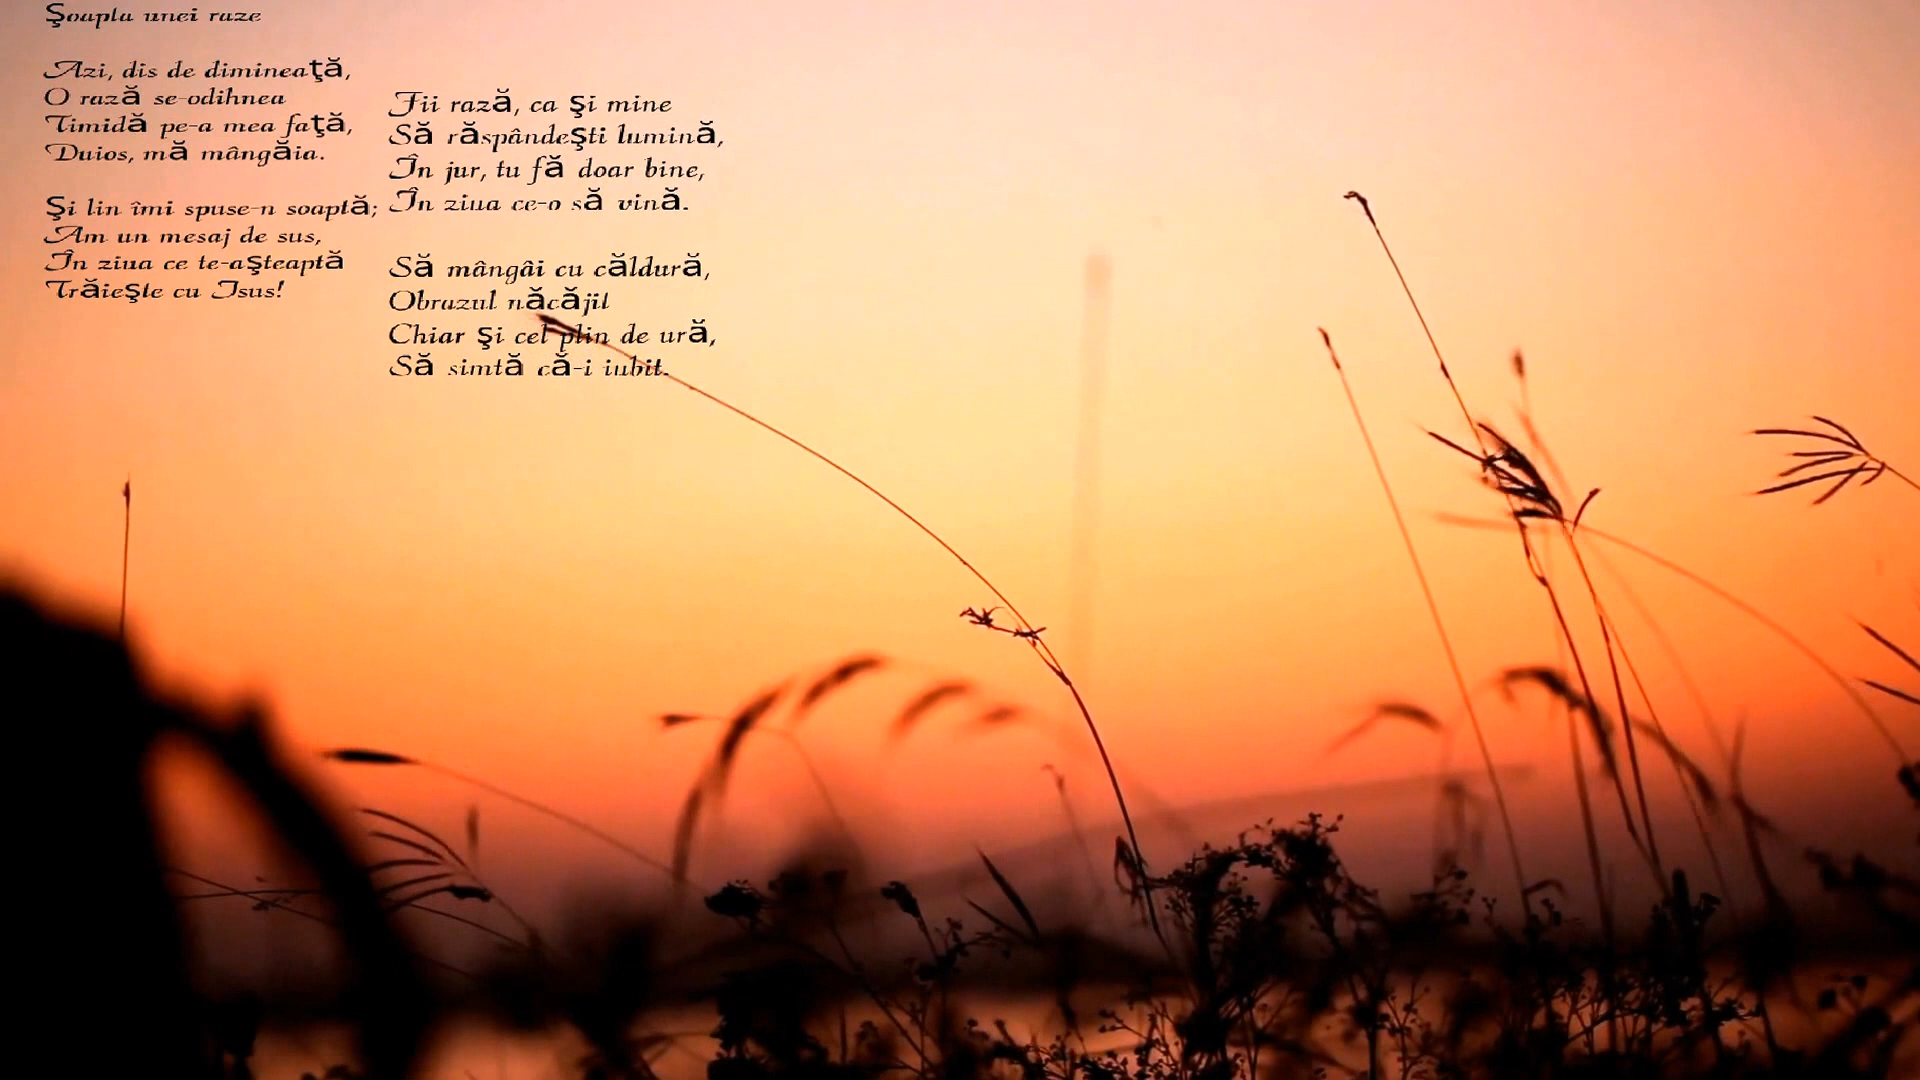 Şoapta unei raze
Azi, dis de dimineaţă,
O rază se-odihnea
Timidă pe-a mea faţă,
Duios, mă mângăia.
Şi lin îmi spuse-n soaptă;
Am un mesaj de sus,
În ziua ce te-aşteaptă
Trăieşte cu Isus!
Fii rază, ca şi mine
Să răspândeşti lumină,
În jur, tu fă doar bine,
În ziua ce-o să vină.
Să mângâi cu căldură,
Obrazul năcăjit
Chiar şi cel plin de ură,
Să simtă că-i iubit.